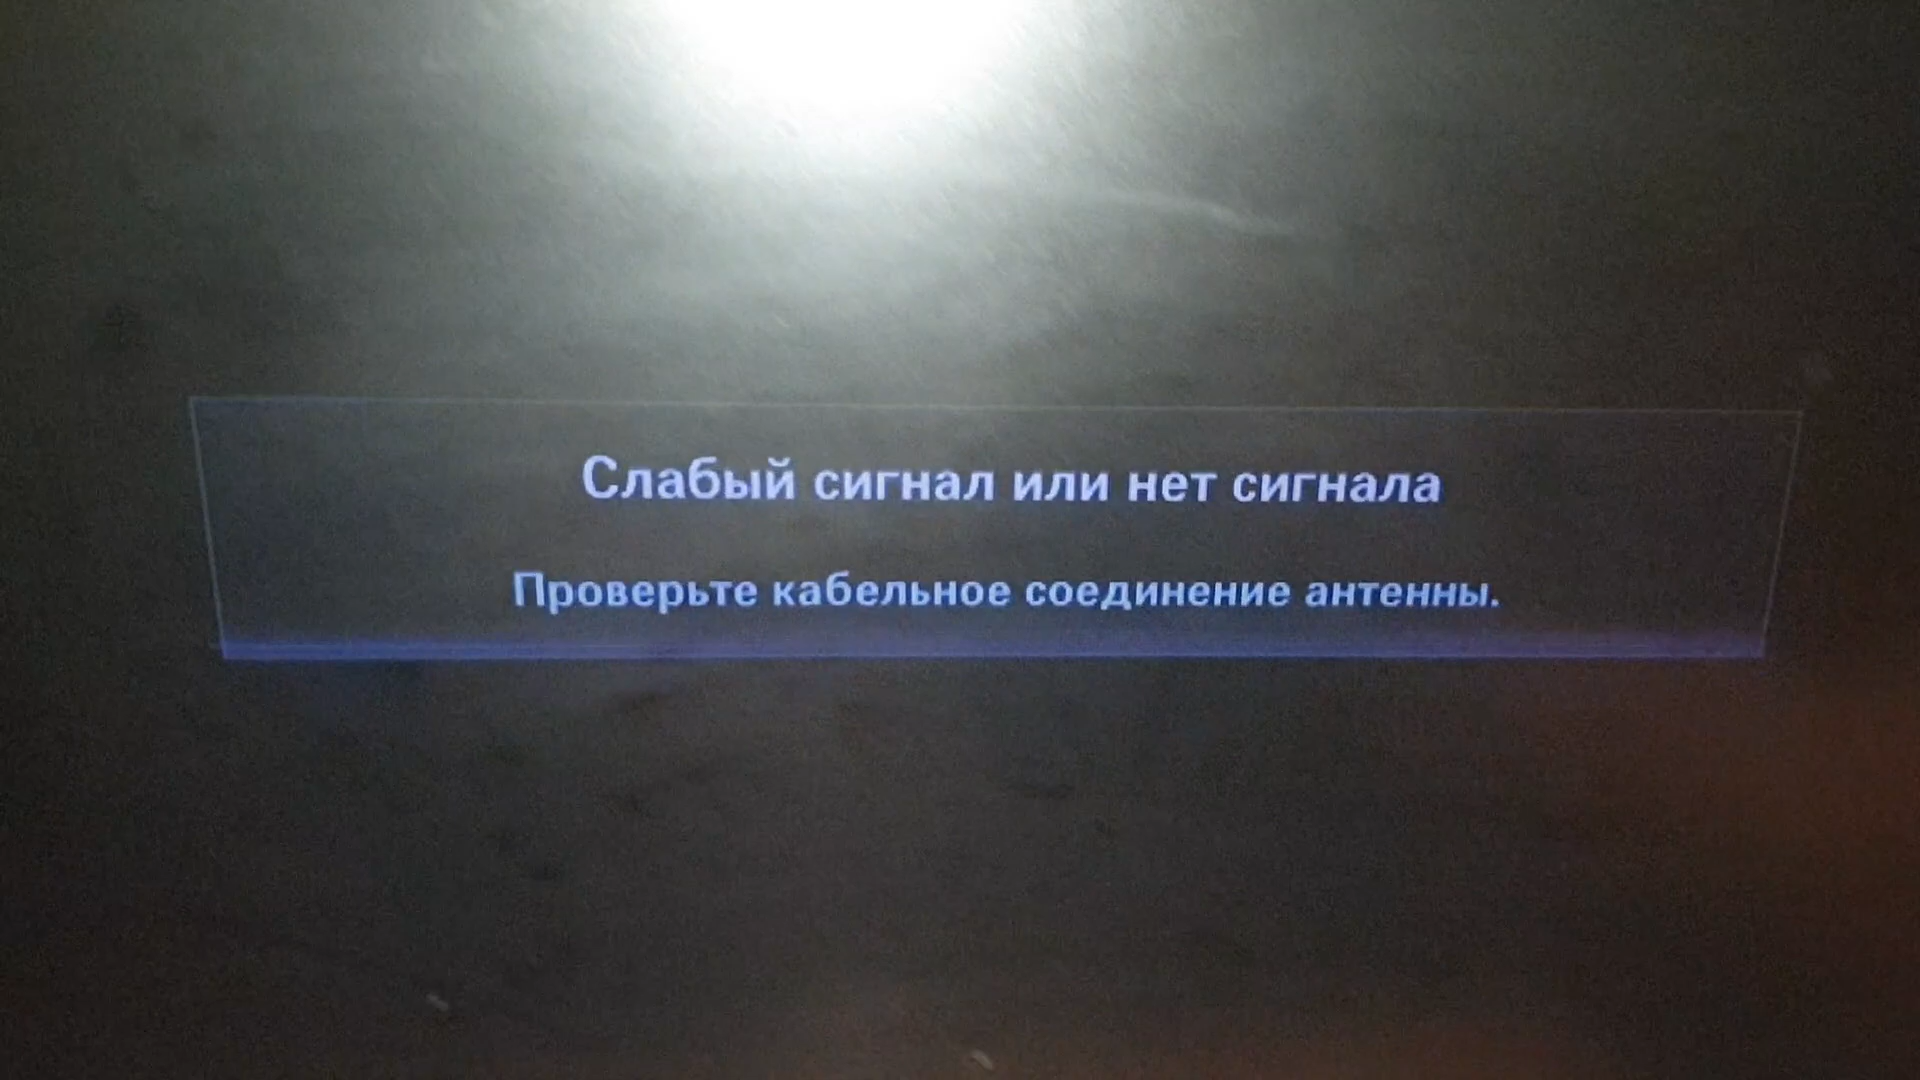 Слабый сигнал или нет сигнала
Проверьте кабельное соединение антенны.